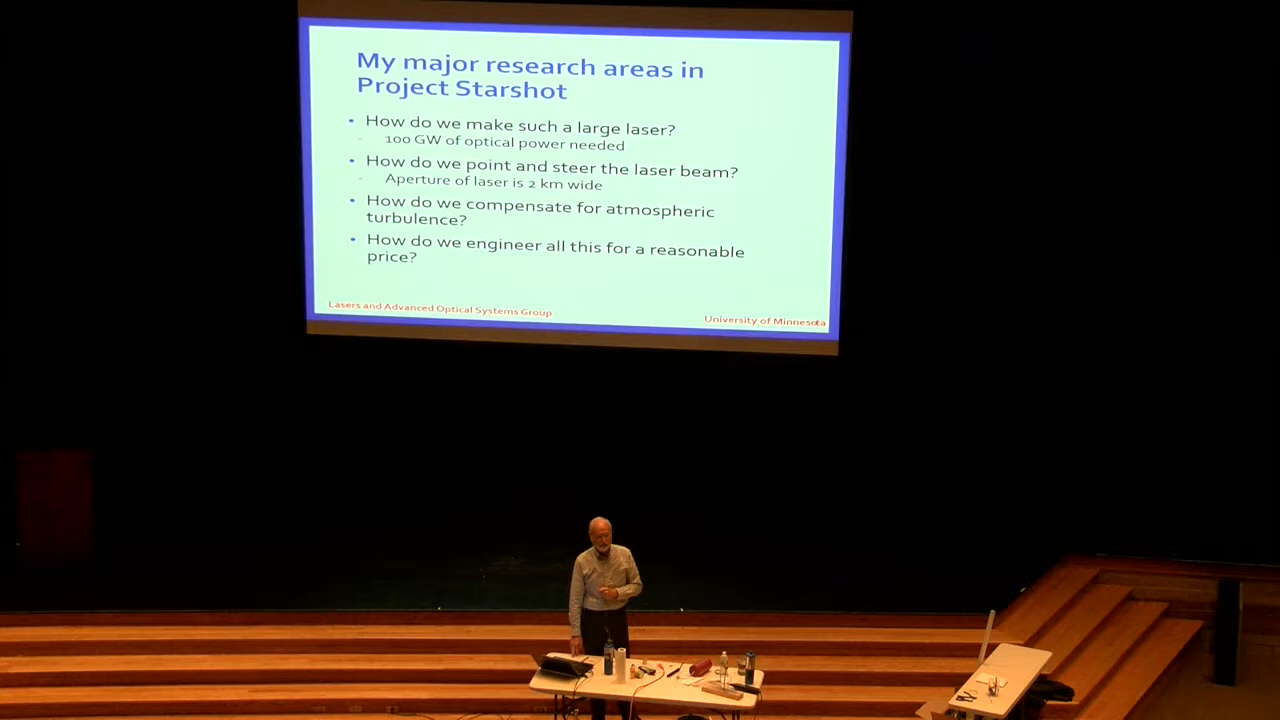 My major research areas in
Project Starshot
• How do we make such a large laser?
- 100 GW of optical power needed
• How do we point and steer the laser beam?
- Aperture of laser is 2 km wide
• How do we compensate for atmospheric
turbulence?
• How do we engineer all this for a reasonable
price?
Lasers and Advanced Optical Systems Group
University of Minnesota